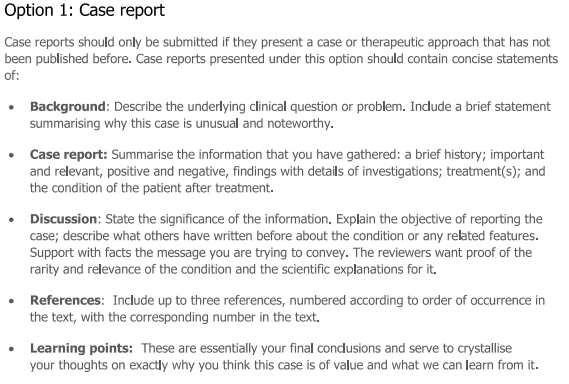 Option 1: Case report
Case reports should only be submitted if they present a case or therapeutic approach that has not
been published before. Case reports presented under this option should contain concise statements
of:
• Background: Describe the underlying clinical question or problem. Include a brief statement
summarising why this case is unusual and noteworthy.
• Case report: Summarise the information that you have gathered: a brief history; important
and relevant, positive and negative, findings with details of investigations; treatment(s); and
the condition of the patient after treatment.
• Discussion: State the significance of the information. Explain the objective of reporting the
case; describe what others have written before about the condition or any related features.
Support with facts the message you are trying to convey. The reviewers want proof of the
rarity and relevance of the condition and the scientific explanations for it.
• References: Include up to three references, numbered according to order of occurrence in
the text, with the corresponding number in the text.
• Learning points: These are essentially your final conclusions and serve to crystallise
your thoughts on exactly why you think this case is of value and what we can learn from it.